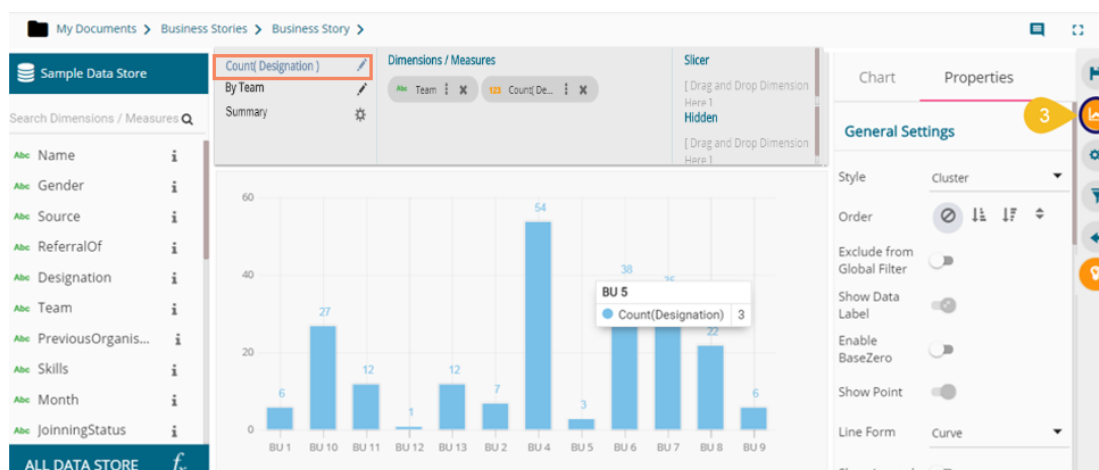 My Documents > Business Stories > Business Story >
Sample Data Store
Search Dimensions / Measures
Abc Name i
Abc Gender i
Abc Source i
Abc ReferralOf i
Abc Designation i
Abc Team i
Abc PreviousOrganis... i
Abc Skills i
Abc Month i
Abc JoinningStatus i
ALL DATA STORE fx
Count( Designation )
By Team
Summary
Dimensions / Measures
Abc Team 123 Count( De...
Slicer
[ Drag and Drop Dimension
Here ]
Hidden
[ Drag and Drop Dimension
Here ]
60
40
20
0
6
27
12
1
12
7
54
3
38
22
6
BU 5
Count(Designation) 3
BU 1 BU 10 BU 11 BU 12 BU 13 BU 2 BU 4 BU 5 BU 6 BU 7 BU 8 BU 9
Chart Properties
3
General Settings
Style Cluster
Order
Exclude from
Global Filter
Show Data
Label
Enable
BaseZero
Show Point
Line Form Curve